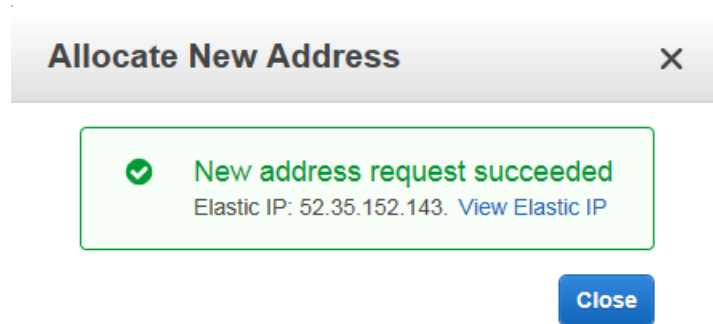 Allocate New Address
New address request succeeded
Elastic IP: 52.35.152.143. View Elastic IP
Close